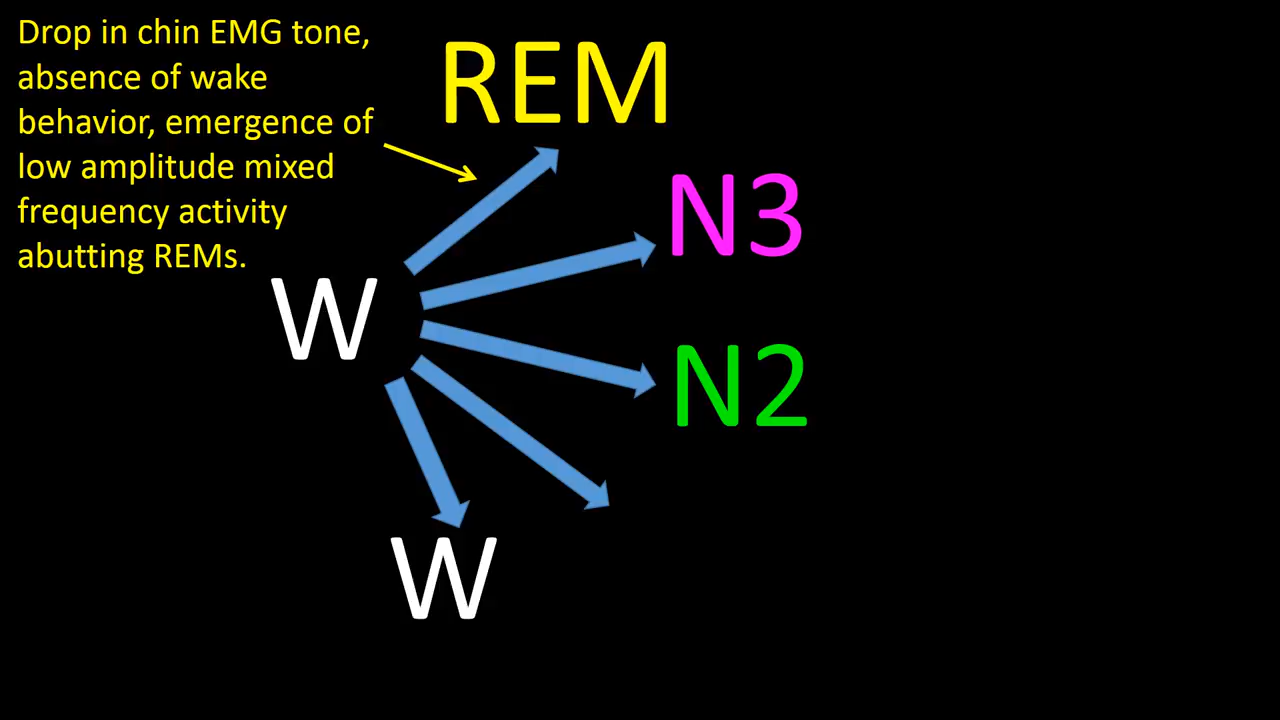 Drop in chin EMG tone,
absence of wake
behavior, emergence of
low amplitude mixed
frequency activity
abutting REMs.
REM
N3
W
N2
W